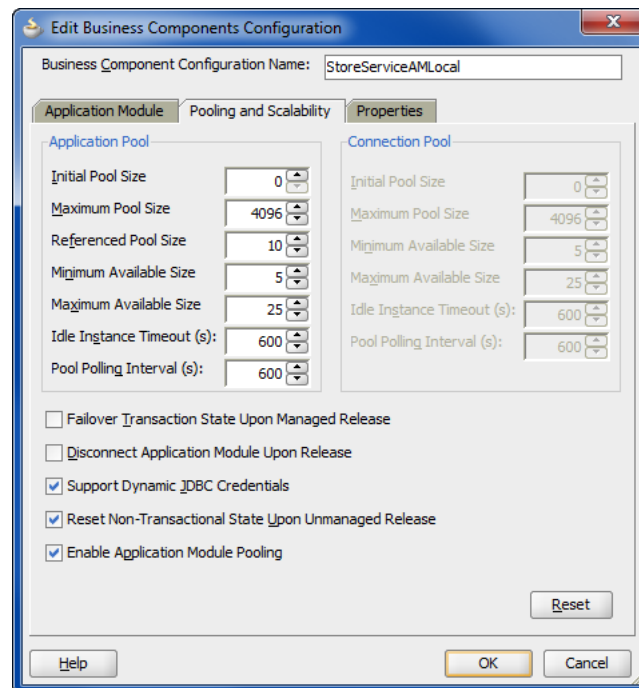 Edit Business Components Configuration
Business Component Configuration Name: StoreServiceAMLocal
Application Module Pooling and Scalability Properties
Application Pool
Initial Pool Size 0
Maximum Pool Size 4096
Referenced Pool Size 10
Minimum Available Size 5
Maximum Available Size 25
Idle Instance Timeout (s): 600
Pool Polling Interval (s): 600
Connection Pool
Initial Pool Size 0
Maximum Pool Size 4096
Minimum Available Size 5
Maximum Available Size 25
Idle Instance Timeout (s): 600
Pool Polling Interval (s): 600
Failover Transaction State Upon Managed Release
Disconnect Application Module Upon Release
Support Dynamic JDBC Credentials
Reset Non-Transactional State Upon Unmanaged Release
Enable Application Module Pooling
Reset
Help OK Cancel